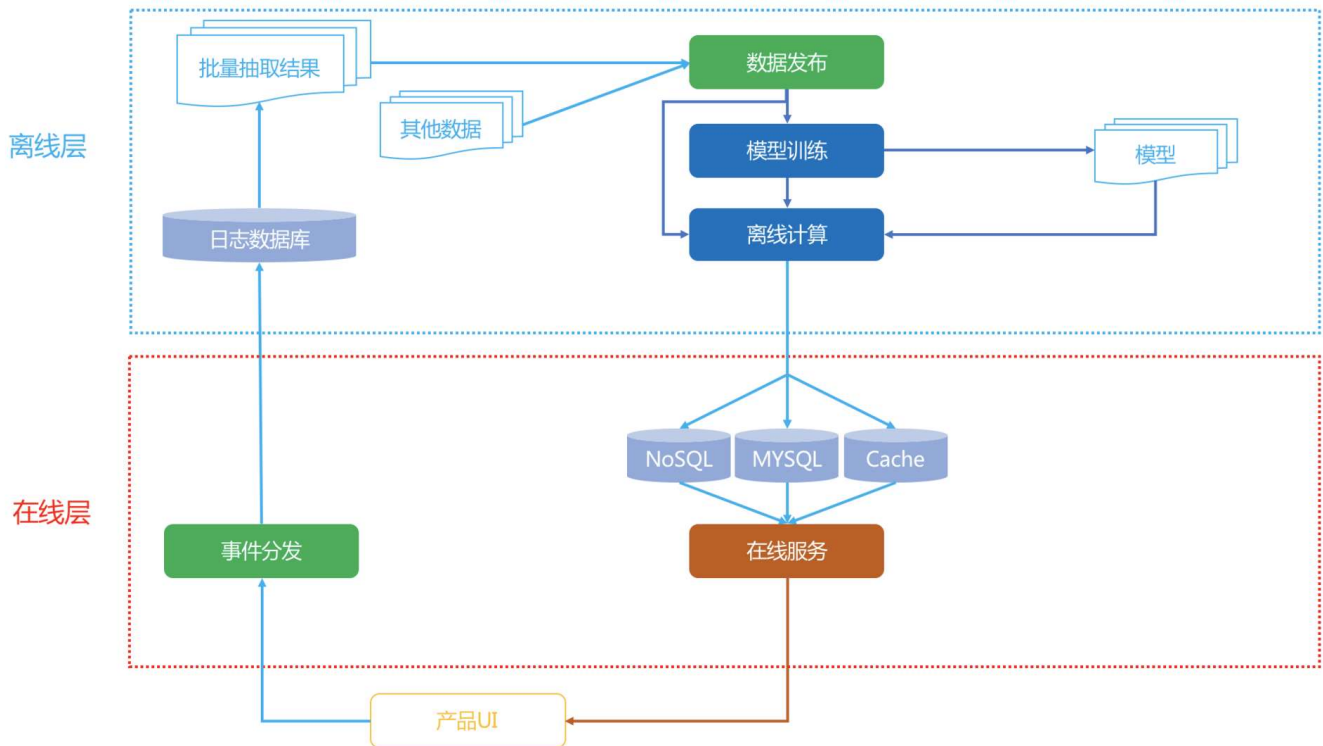 批量抽取结果
数据发布
其他数据
离线层
模型训练
模型
日志数据库
离线计算
NoSQL
MYSQL
Cache
在线层
事件分发
在线服务
产品UI